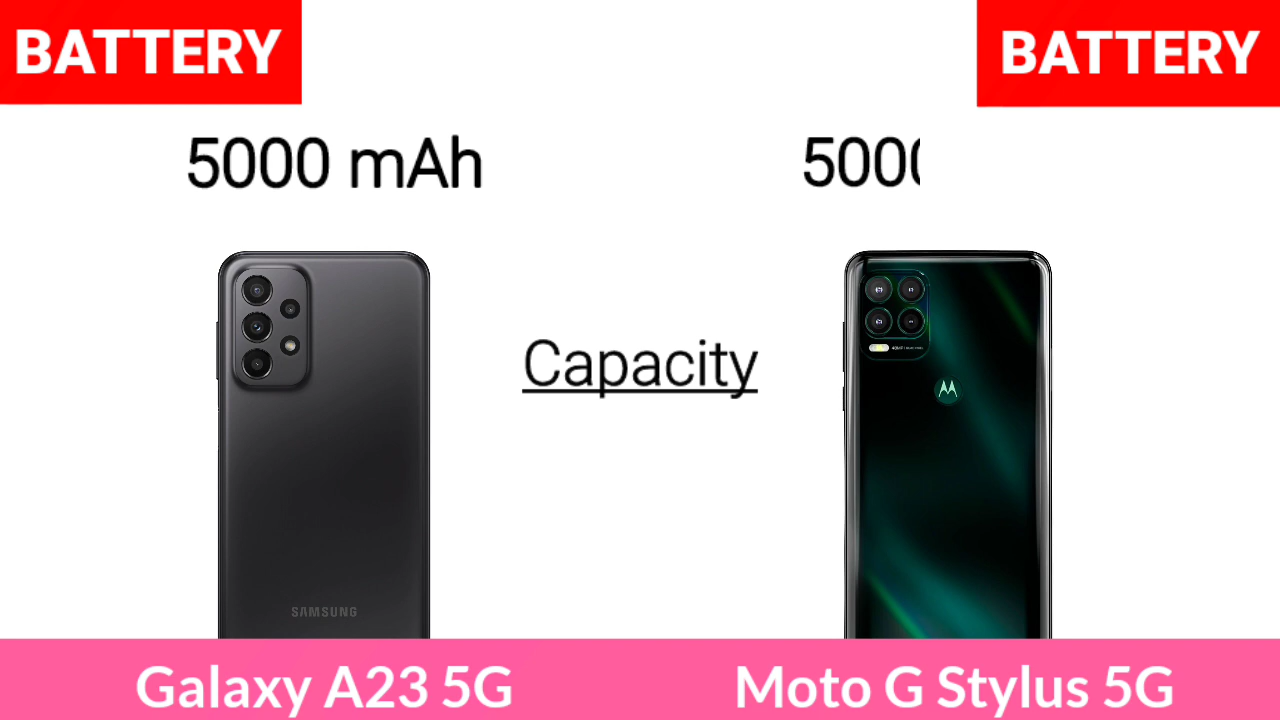 BATTERY
BATTERY
5000 mAh
500
Capacity
SAMSUNG
Galaxy A23 5G
Moto G Stylus 5G